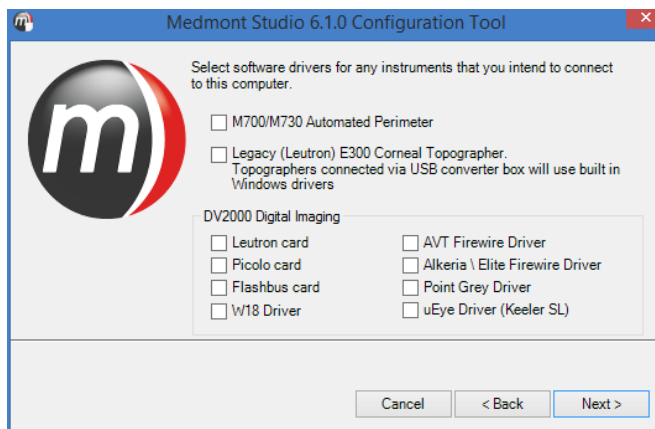 Medmont Studio 6.1.0 Configuration Tool
Select software drivers for any instruments that you intend to connect
to this computer.
M700/M730 Automated Perimeter
Legacy (Leutron) E300 Corneal Topographer.
Topographers connected via USB converter box will use built in
Windows drivers
DV2000 Digital Imaging
Leutron card
AVT Firewire Driver
Picolo card
Alkeria \ Elite Firewire Driver
Flashbus card
Point Grey Driver
W18 Driver
uEye Driver (Keeler SL)
m
Cancel
< Back
Next >